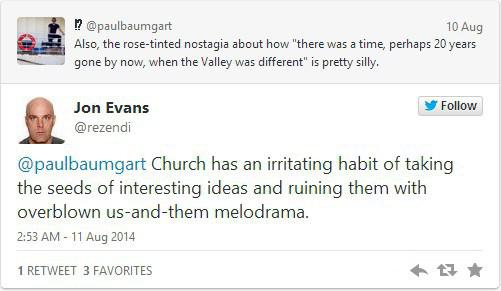 ⁉ @paulbaumgart 10 Aug
Also, the rose-tinted nostagia about how "there was a time, perhaps 20 years
gone by now, when the Valley was different" is pretty silly.
Jon Evans
Follow
@rezendi
@paulbaumgart Church has an irritating habit of taking
the seeds of interesting ideas and ruining them with
overblown us-and-them melodrama.
2:53 AM - 11 Aug 2014
1 RETWEET 3 FAVORITES